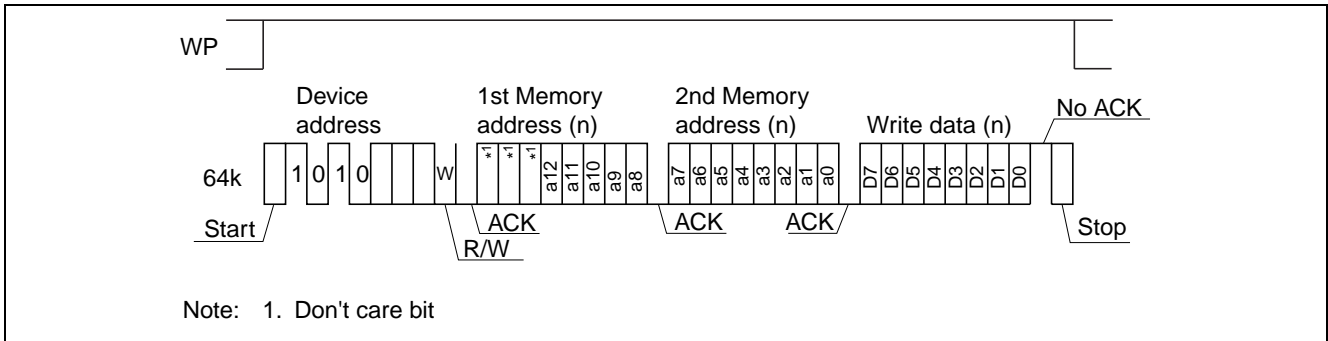 WP
Device
address
1st Memory
address (n)
2nd Memory
address (n)
Write data (n)
No ACK
64k
1 0 1 0
W
*1 *1 *1 a12 a11 a10 a9 a8
a7 a6 a5 a4 a3 a2 a1 a0
D7 D6 D5 D4 D3 D2 D1 D0
Start
R/W
ACK
ACK
ACK
Stop
Note: 1. Don't care bit